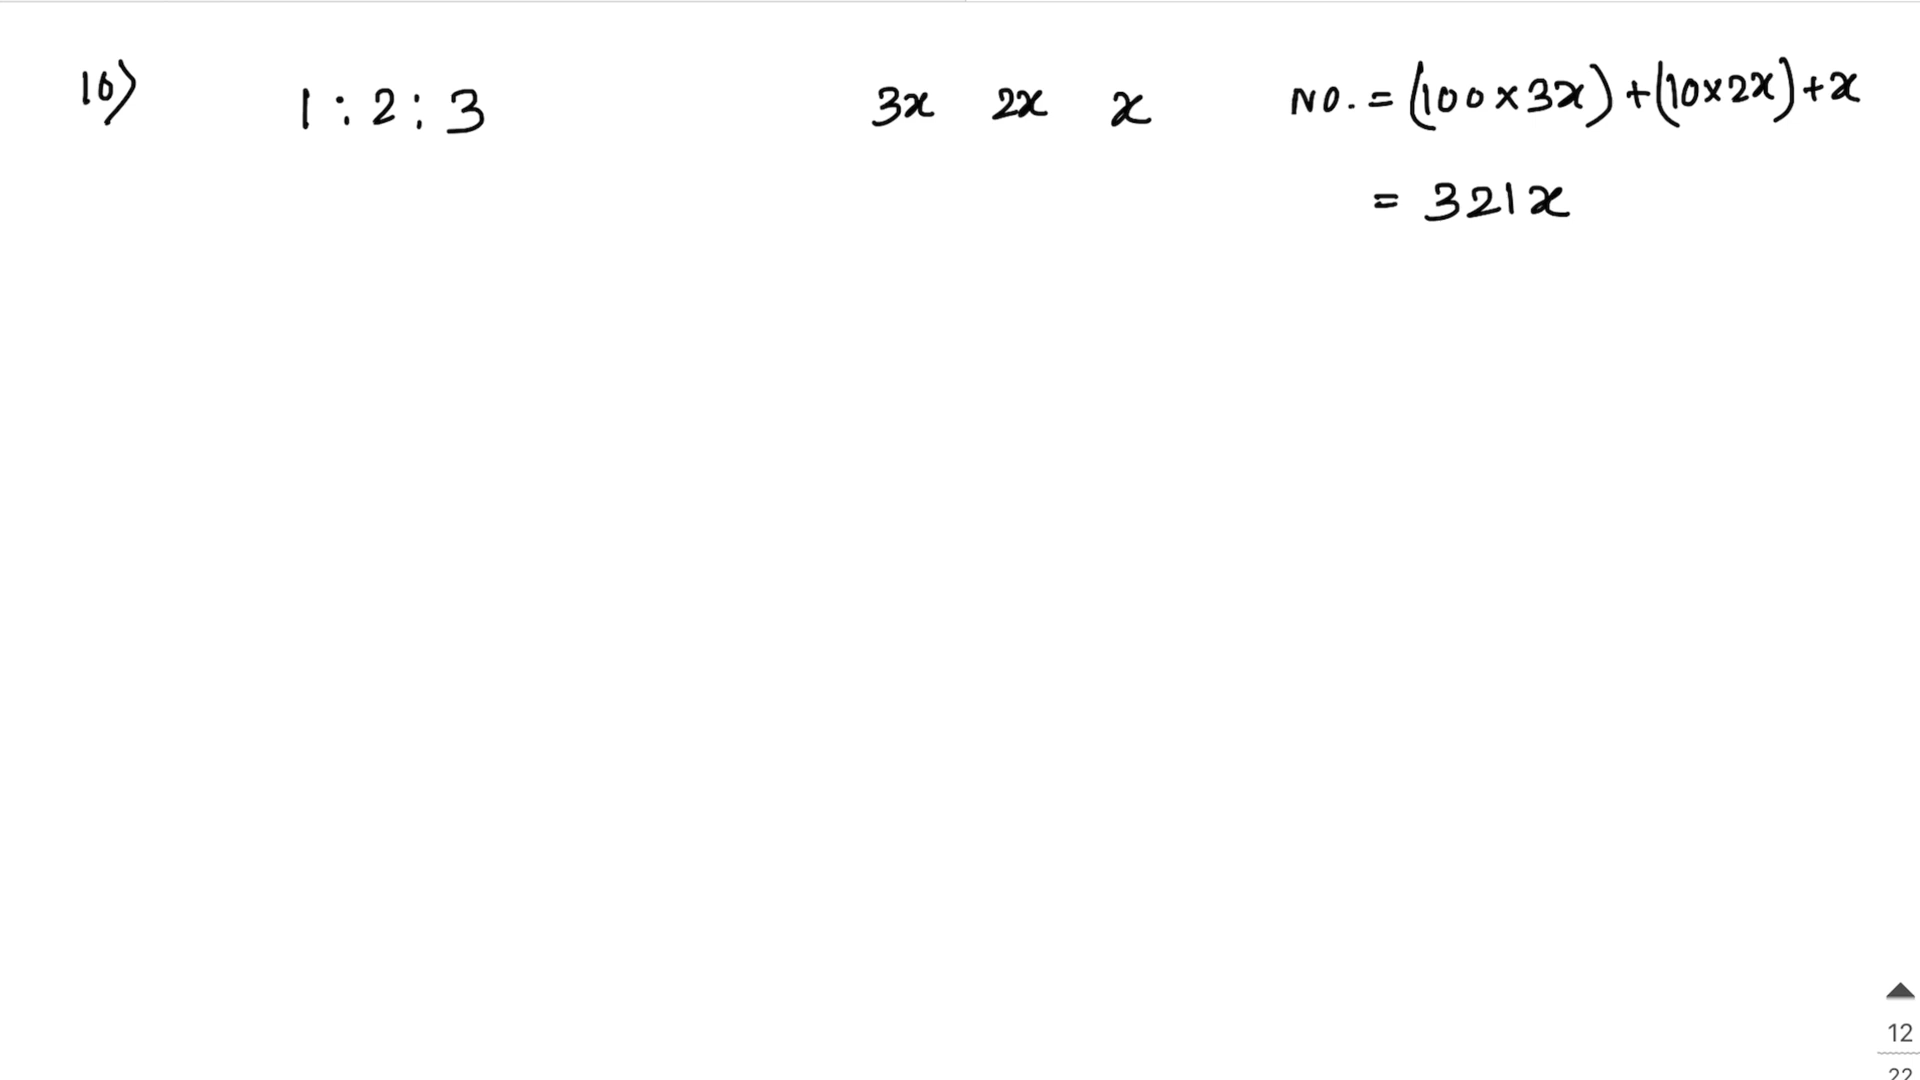 10) 1 : 2 : 3 3x 2x x NO. = (100 x 3x) + (10 x 2x) + x
= 321x
12
22